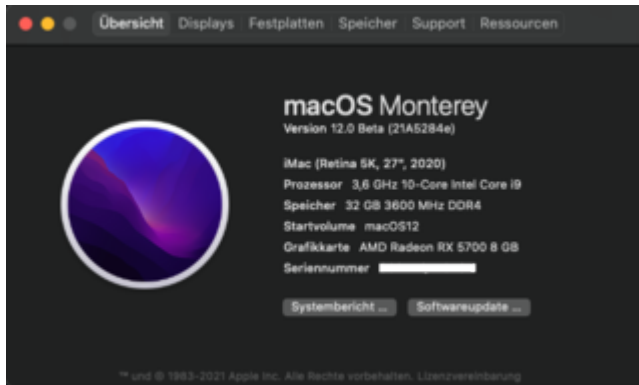 Übersicht Displays Festplatten Speicher Support Ressourcen
macOS Monterey
Version 12.0 Beta (21A5284e)
iMac (Retina 5K, 27", 2020)
Prozessor 3,6 GHz 10-Core Intel Core i9
Speicher 32 GB 3600 MHz DDR4
Startvolume macOS12
Grafikkarte AMD Radeon RX 5700 8 GB
Seriennummer
Systembericht ... Softwareupdate ...
™ und © 1983-2021 Apple Inc. Alle Rechte vorbehalten. Lizenzvereinbarung